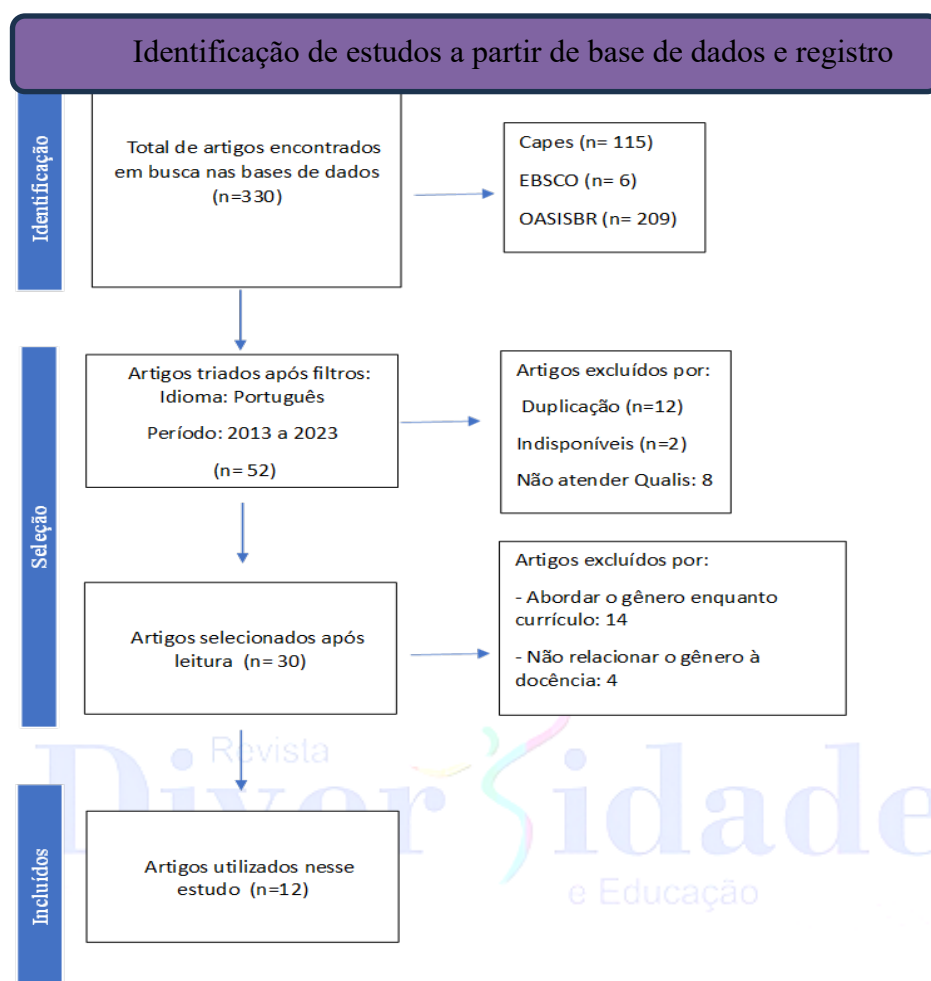 Identificação de estudos a partir de base de dados e registro
Identificação
Total de artigos encontrados
em busca nas bases de dados
(n=330)
Capes (n= 115)
EBSCO (n= 6)
OASISBR (n= 209)
Seleção
Artigos triados após filtros:
Idioma: Português
Período: 2013 a 2023
(n= 52)
Artigos excluídos por:
Duplicação (n=12)
Indisponíveis (n=2)
Não atender Qualis: 8
Artigos selecionados após
leitura (n= 30)
Artigos excluídos por:
- Abordar o gênero enquanto
currículo: 14
- Não relacionar o gênero à
docência: 4
Revista
Diversidade
e Educação
Incluídos
Artigos utilizados nesse
estudo (n=12)